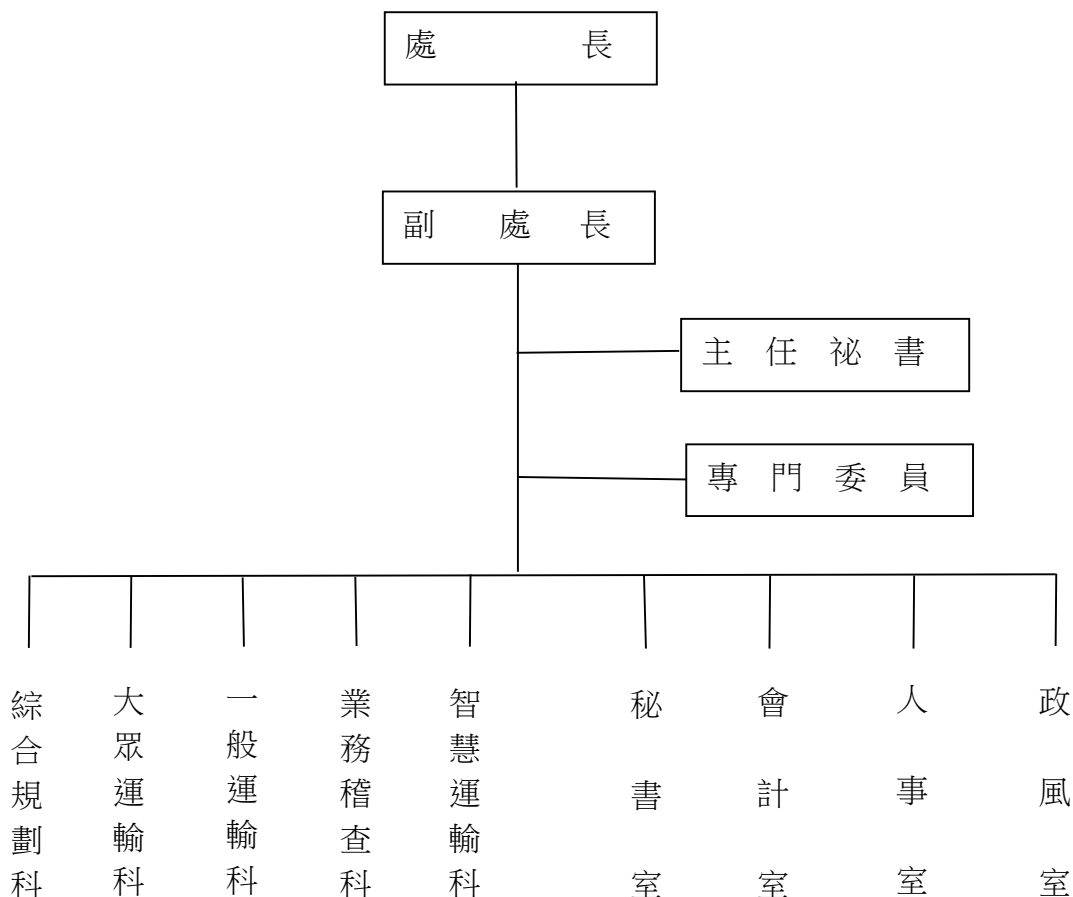 處長
副處長
主任祕書
專門委員
綜合規劃科
大眾運輸科
一般運輸科
業務稽查科
智慧運輸科
秘書室
會計室
人事室
政風室